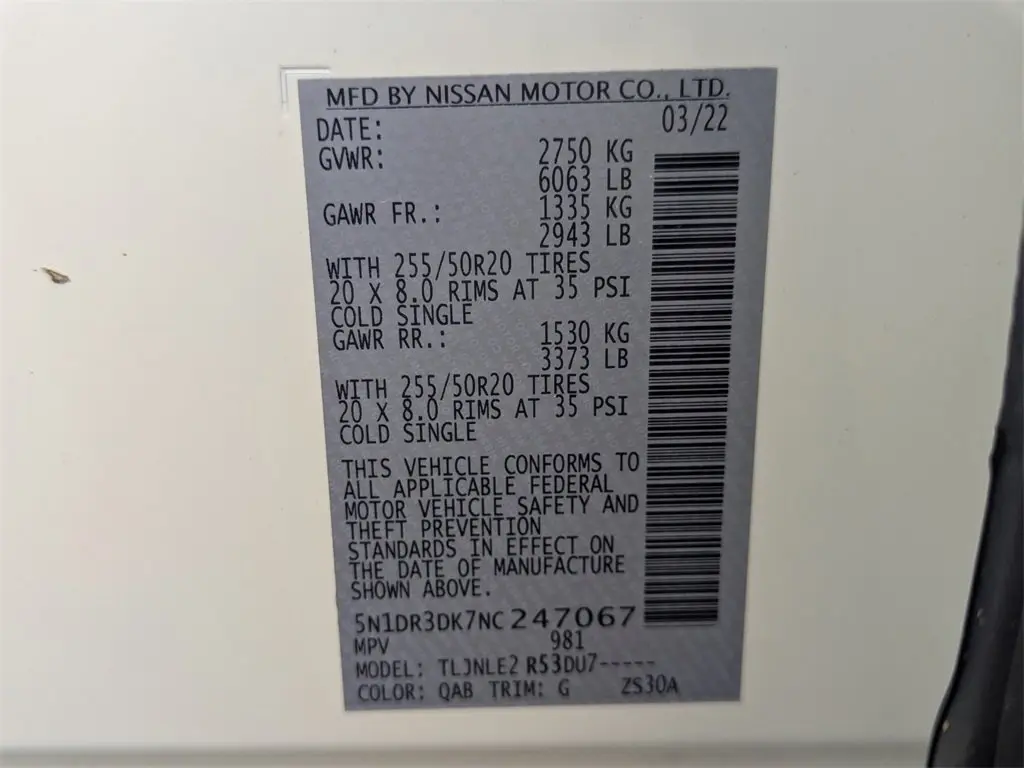 MFD BY NISSAN MOTOR CO., LTD.
DATE: 03/22
GVWR: 2750 KG
6063 LB
GAWR FR.: 1335 KG
2943 LB
WITH 255/50R20 TIRES
20 X 8.0 RIMS AT 35 PSI
COLD SINGLE
GAWR RR.: 1530 KG
3373 LB
WITH 255/50R20 TIRES
20 X 8.0 RIMS AT 35 PSI
COLD SINGLE
THIS VEHICLE CONFORMS TO
ALL APPLICABLE FEDERAL
MOTOR VEHICLE SAFETY AND
THEFT PREVENTION
STANDARDS IN EFFECT ON
THE DATE OF MANUFACTURE
SHOWN ABOVE.
5N1DR3DK7NC247067
MPV 981
MODEL: TLJNLE2 R53DU7-----
COLOR: QAB TRIM: G ZS30A